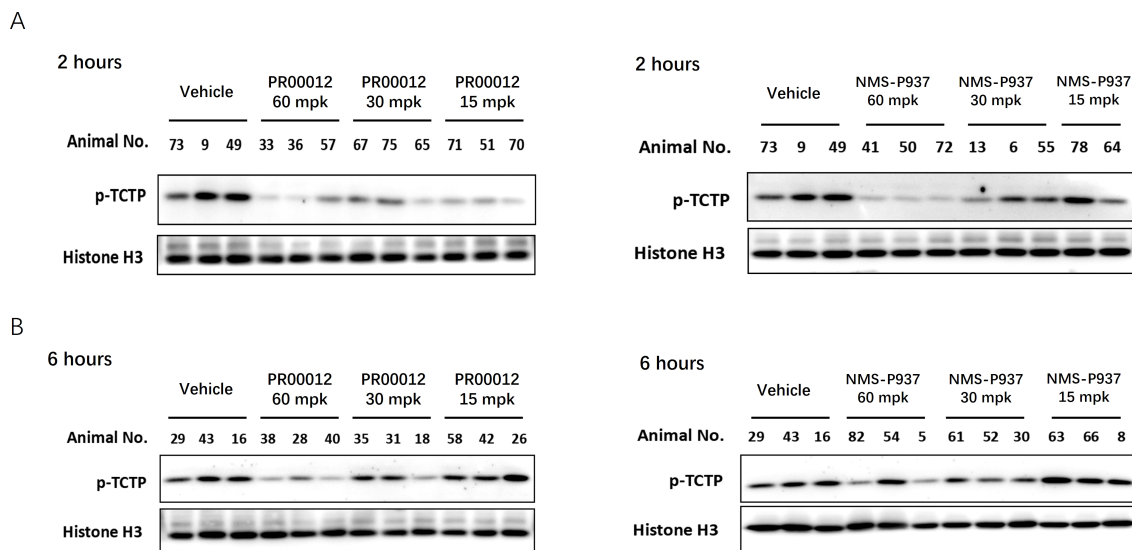 A
2 hours
Vehicle
PR00012 60 mpk
PR00012 30 mpk
PR00012 15 mpk
Animal No. 73 9 49 33 36 57 67 75 65 71 51 70
p-TCTP
Histone H3
2 hours
Vehicle
NMS-P937 60 mpk
NMS-P937 30 mpk
NMS-P937 15 mpk
Animal No. 73 9 49 41 50 72 13 6 55 78 64
p-TCTP
Histone H3
B
6 hours
Vehicle
PR00012 60 mpk
PR00012 30 mpk
PR00012 15 mpk
Animal No. 29 43 16 38 28 40 35 31 18 58 42 26
p-TCTP
Histone H3
6 hours
Vehicle
NMS-P937 60 mpk
NMS-P937 30 mpk
NMS-P937 15 mpk
Animal No. 29 43 16 82 54 5 61 52 30 63 66 8
p-TCTP
Histone H3